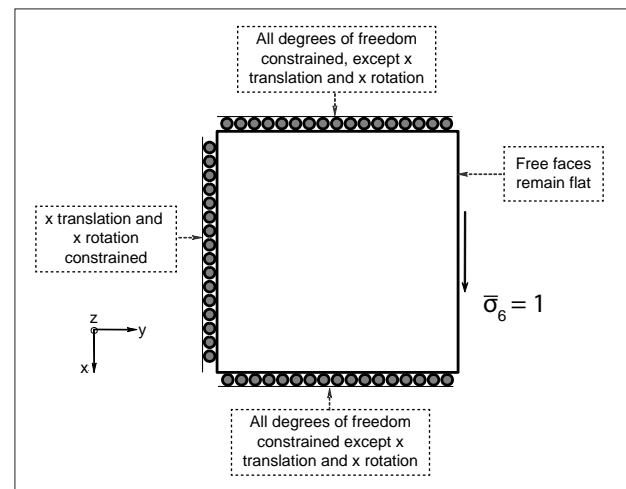 All degrees of freedom
constrained, except x
translation and x rotation
Free faces
remain flat
x translation and
x rotation
constrained
σ̅₆ = 1
z
y
x
All degrees of freedom
constrained except x
translation and x rotation